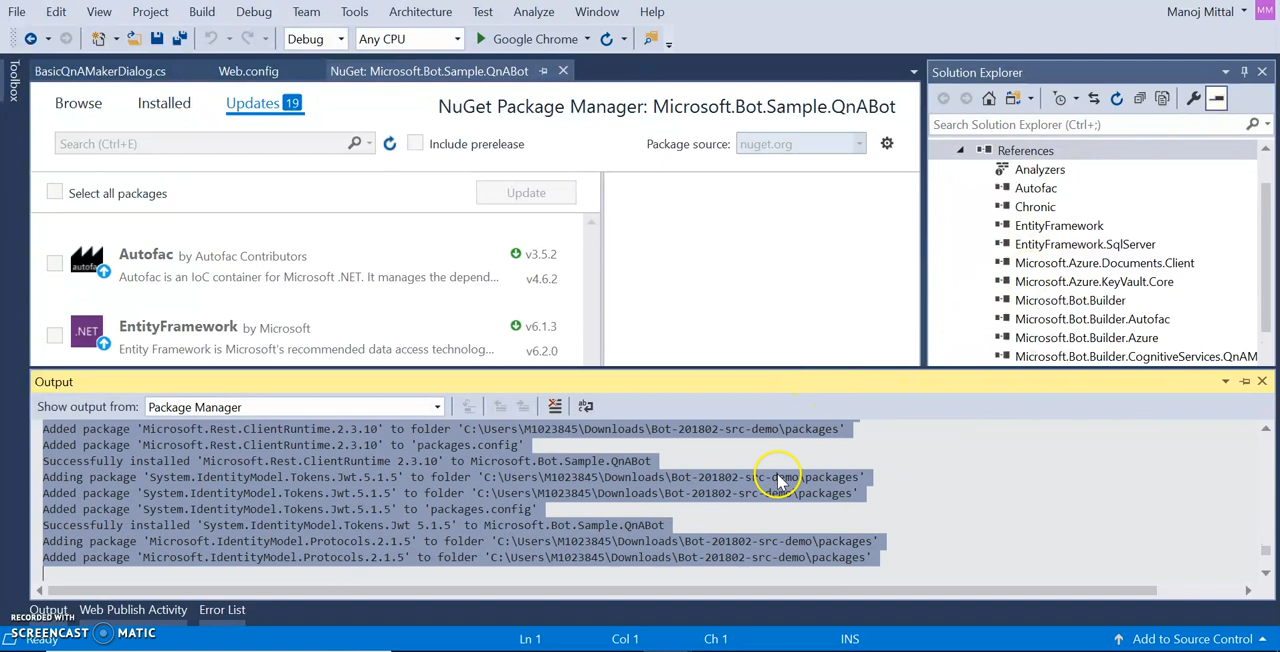 File Edit View Project Build Debug Team Tools Architecture Test Analyze Window Help Manoj Mittal MM
Debug Any CPU Google Chrome
Toolbox
BasicQnAMakerDialog.cs Web.config NuGet: Microsoft.Bot.Sample.QnABot
Browse Installed Updates 19 NuGet Package Manager: Microsoft.Bot.Sample.QnABot
Search (Ctrl+E) Include prerelease Package source: nuget.org
Select all packages Update
Autofac by Autofac Contributors v3.5.2
Autofac is an IoC container for Microsoft .NET. It manages the depend... v4.6.2
.NET
EntityFramework by Microsoft v6.1.3
Entity Framework is Microsoft's recommended data access technolog... v6.2.0
Solution Explorer
Search Solution Explorer (Ctrl+;)
References
Analyzers
Autofac
Chronic
EntityFramework
EntityFramework.SqlServer
Microsoft.Azure.Documents.Client
Microsoft.Azure.KeyVault.Core
Microsoft.Bot.Builder
Microsoft.Bot.Builder.Autofac
Microsoft.Bot.Builder.Azure
Microsoft.Bot.Builder.CognitiveServices.QnAM
Output
Show output from: Package Manager
Added package 'Microsoft.Rest.ClientRuntime.2.3.10' to folder 'C:\Users\M1023845\Downloads\Bot-201802-src-demo\packages'
Added package 'Microsoft.Rest.ClientRuntime.2.3.10' to 'packages.config'
Successfully installed 'Microsoft.Rest.ClientRuntime 2.3.10' to Microsoft.Bot.Sample.QnABot
Adding package 'System.IdentityModel.Tokens.Jwt.5.1.5' to folder 'C:\Users\M1023845\Downloads\Bot-201802-src-demo\packages'
Added package 'System.IdentityModel.Tokens.Jwt.5.1.5' to folder 'C:\Users\M1023845\Downloads\Bot-201802-src-demo\packages'
Added package 'System.IdentityModel.Tokens.Jwt.5.1.5' to 'packages.config'
Successfully installed 'System.IdentityModel.Tokens.Jwt 5.1.5' to Microsoft.Bot.Sample.QnABot
Adding package 'Microsoft.IdentityModel.Protocols.2.1.5' to folder 'C:\Users\M1023845\Downloads\Bot-201802-src-demo\packages'
Added package 'Microsoft.IdentityModel.Protocols.2.1.5' to folder 'C:\Users\M1023845\Downloads\Bot-201802-src-demo\packages'
Output Web Publish Activity Error List
RECORDED WITH
SCREENCAST MATIC
Ready Ln 1 Col 1 Ch 1 INS Add to Source Control